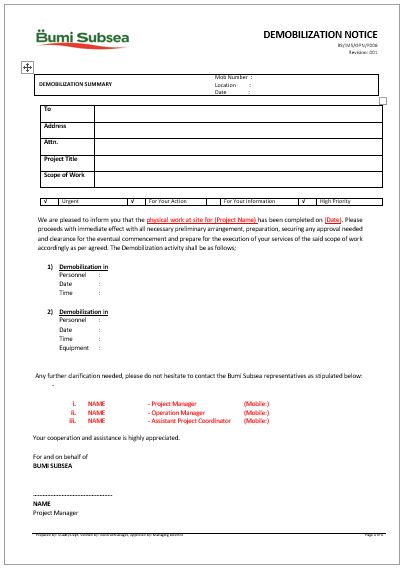 Bumi Subsea
DEMOBILIZATION NOTICE
BS/IMS/OPN/F006
Revision: 001
DEMOBILIZATION SUMMARY
Mob Number :
Location :
Date :
To
Address
Attn.
Project Title
Scope of Work
√ Urgent √ For Your Action For Your Information √ High Priority
We are pleased to inform you that the physical work at site for (Project Name) has been completed on (Date). Please
proceeds with immediate effect with all necessary preliminary arrangement, preparation, securing any approval needed
and clearance for the eventual commencement and prepare for the execution of your services of the said scope of work
accordingly as per agreed. The Demobilization activity shall be as follows;
1) Demobilization in
Personnel :
Date :
Time :
2) Demobilization in
Personnel :
Date :
Time :
Equipment :
Any further clarification needed, please do not hesitate to contact the Bumi Subsea representatives as stipulated below:
-
i. NAME - Project Manager (Mobile:)
ii. NAME - Operation Manager (Mobile:)
iii. NAME - Assistant Project Coordinator (Mobile:)
Your cooperation and assistance is highly appreciated.
For and on behalf of
BUMI SUBSEA
------------------------------
NAME
Project Manager